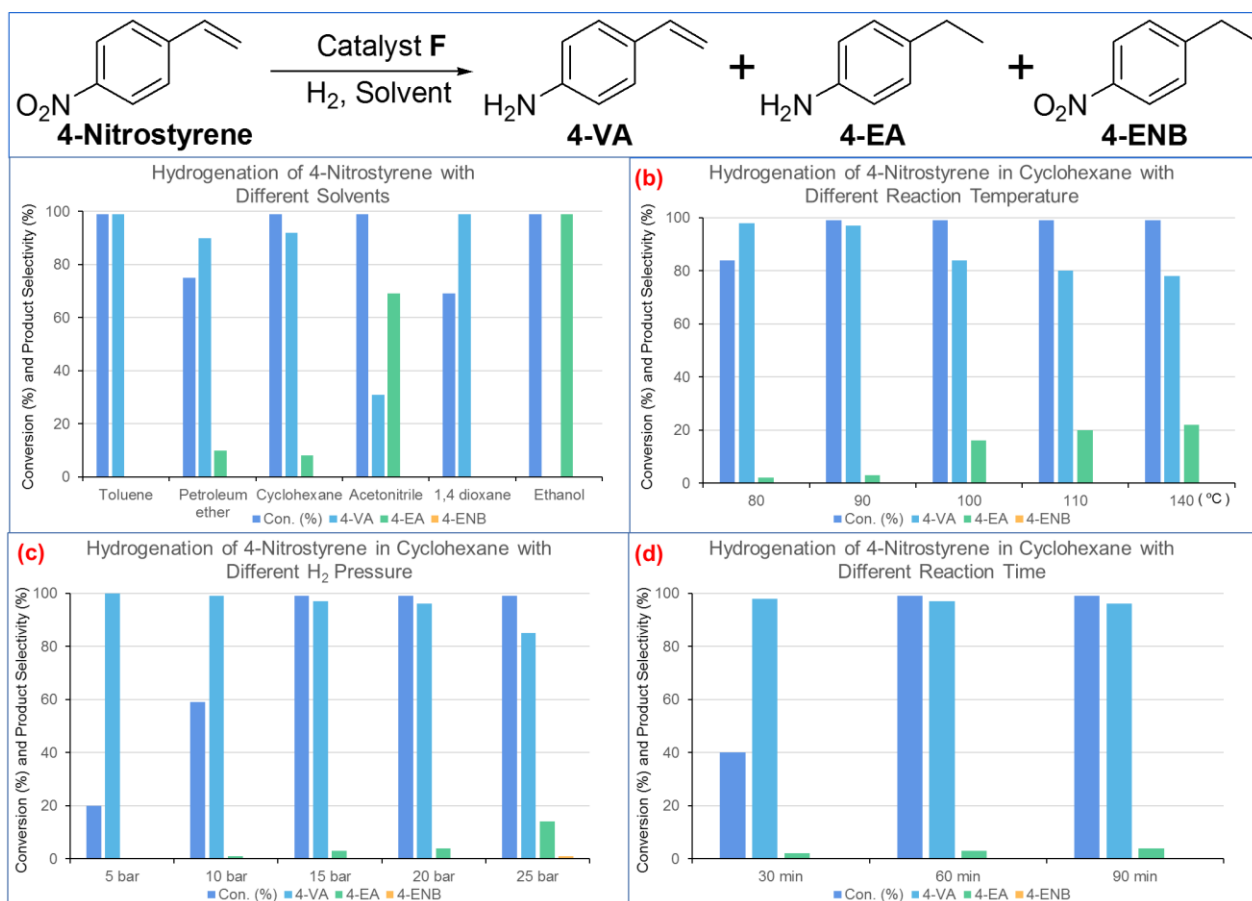 Catalyst F
H2, Solvent
O2N
4-Nitrostyrene
H2N
4-VA
+
H2N
4-EA
+
O2N
4-ENB
Hydrogenation of 4-Nitrostyrene with
Different Solvents
Conversion (%) and Product Selectivity (%)
100
80
60
40
20
0
Toluene
Petroleum
ether
Cyclohexane
Acetonitrile
1,4 dioxane
Ethanol
Con. (%) 4-VA 4-EA 4-ENB
(b)
Hydrogenation of 4-Nitrostyrene in Cyclohexane with
Different Reaction Temperature
Conversion (%) and Product Selectivity (%)
100
80
60
40
20
0
80 90 100 110 140 ( ºC)
Con. (%) 4-VA 4-EA 4-ENB
(c)
Hydrogenation of 4-Nitrostyrene in Cyclohexane with
Different H2 Pressure
Conversion (%) and Product Selectivity (%)
100
80
60
40
20
0
5 bar 10 bar 15 bar 20 bar 25 bar
Con. (%) 4-VA 4-EA 4-ENB
(d)
Hydrogenation of 4-Nitrostyrene in Cyclohexane with
Different Reaction Time
Conversion (%) and Product Selectivity (%)
100
80
60
40
20
0
30 min 60 min 90 min
Con. (%) 4-VA 4-EA 4-ENB